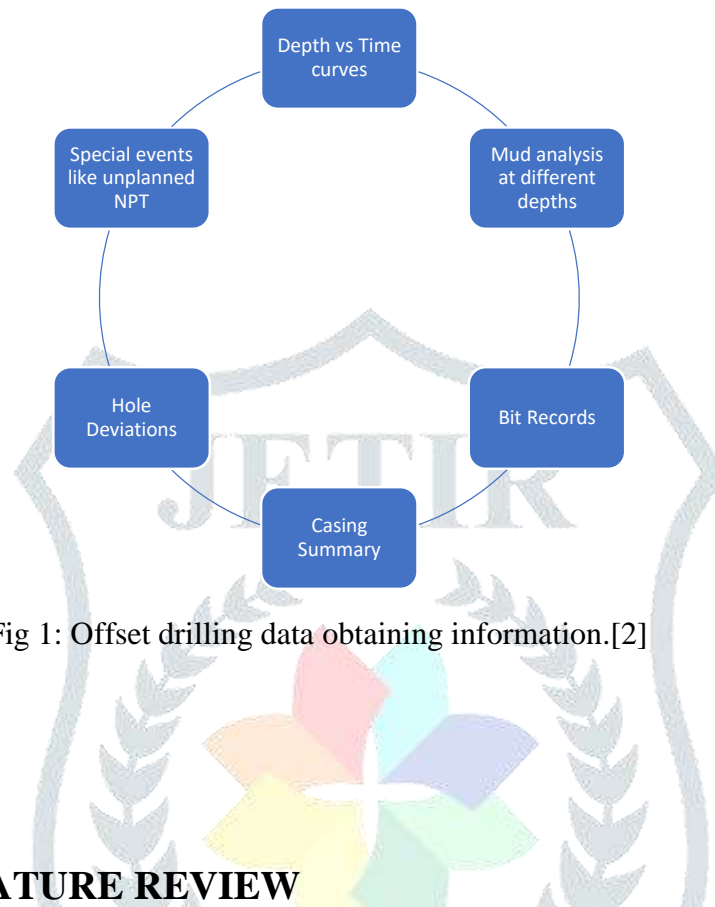 Depth vs Time
curves
Mud analysis
at different
depths
Bit Records
Casing
Summary
Hole
Deviations
Special events
like unplanned
NPT
JETIR
Fig 1: Offset drilling data obtaining information.[2]
ATURE REVIEW